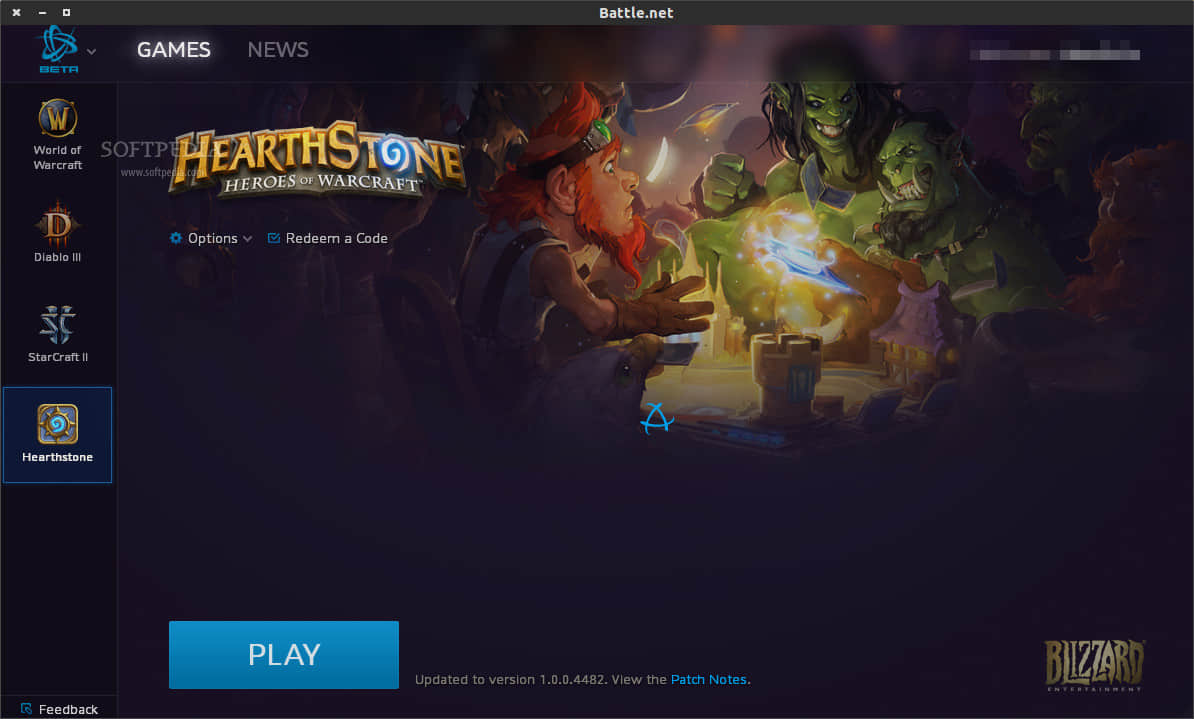 Battle.net
BETA
GAMES
NEWS
World of
Warcraft
SOFTPEDIA
www.softpedia.com
HEARTHSTONE
HEROES OF WARCRAFT
Options
Redeem a Code
Diablo III
StarCraft II
Hearthstone
PLAY
Updated to version 1.0.0.4482. View the Patch Notes.
BLIZZARD
ENTERTAINMENT
Feedback